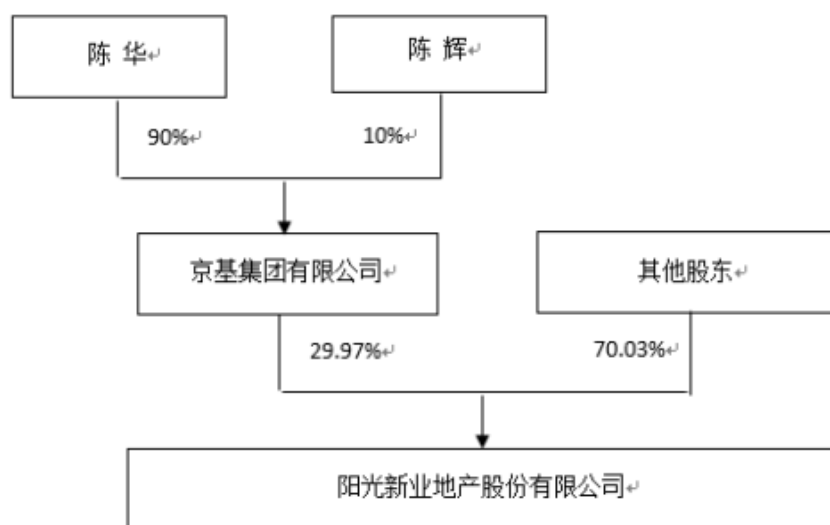 陈 华
陈 辉
90%
10%
京基集团有限公司
其他股东
29.97%
70.03%
阳光新业地产股份有限公司